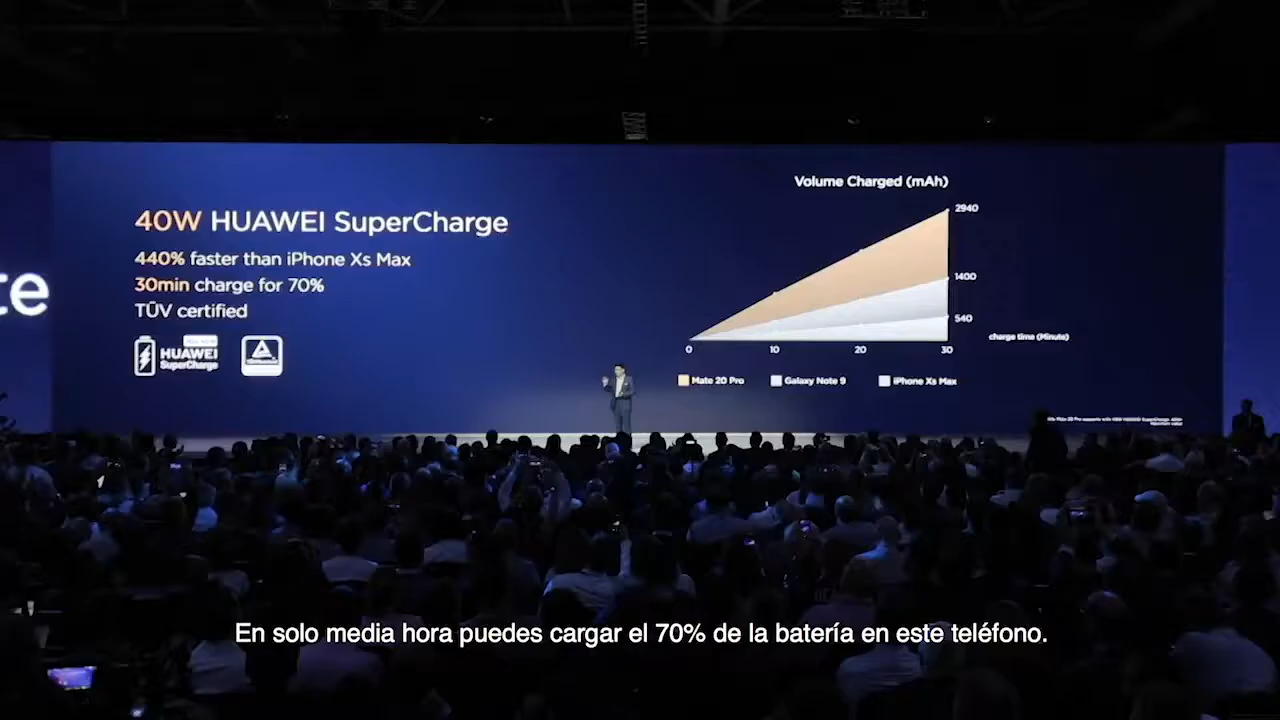 te
40W HUAWEI SuperCharge
440% faster than iPhone Xs Max
30min charge for 70%
TÜV certified
HUAWEI
SuperCharge
Volume Charged (mAh)
2940
1400
540
charge time (Minute)
0 10 20 30
Mate 20 Pro Galaxy Note 9 iPhone Xs Max
En solo media hora puedes cargar el 70% de la batería en este teléfono.